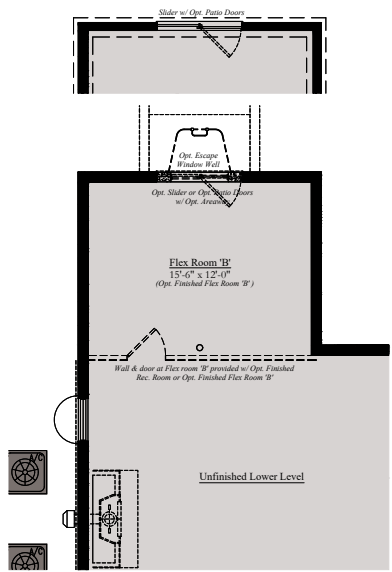 Slider w/ Opt. Patio Doors
Opt. Escape
Window Well
Opt. Slider or Opt. Patio Doors
w/ Opt. Areaway
Flex Room 'B'
15'-6" x 12'-0"
(Opt. Finished Flex Room 'B' )
Wall & door at Flex room 'B' provided w/ Opt. Finished
Rec. Room or Opt. Finished Flex Room 'B'
A/C
Unfinished Lower Level
A/C